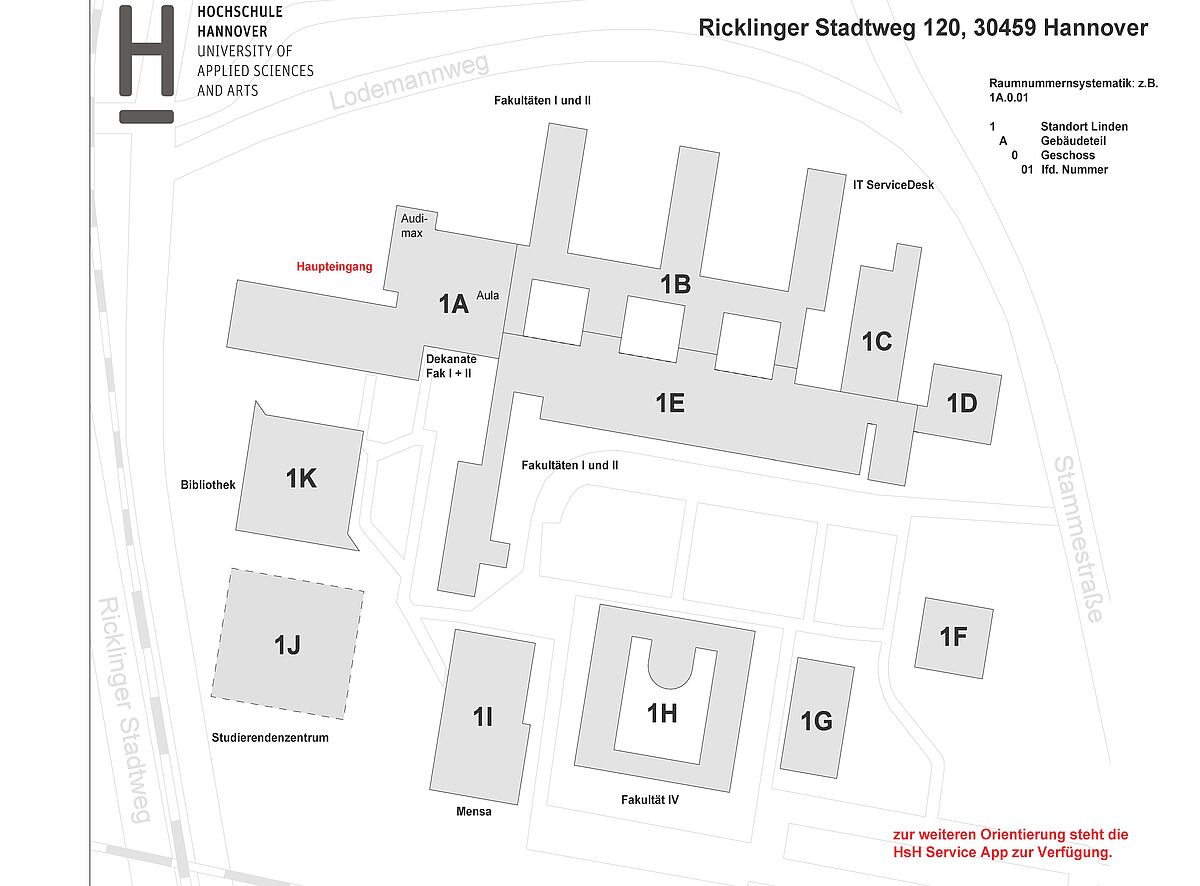 HOCHSCHULE
HANNOVER
UNIVERSITY OF
APPLIED SCIENCES
AND ARTS
Ricklinger Stadtweg 120, 30459 Hannover
Lodemannweg
Raumnummernsystematik: z.B.
1A.0.01
1 Standort Linden
A Gebäudeteil
0 Geschoss
01 lfd. Nummer
Fakultäten I und II
IT ServiceDesk
Audi-
max
Haupteingang
1A
Aula
1B
1C
Dekanate
Fak I + II
1E
1D
1K
Bibliothek
Fakultäten I und II
Stammestraße
1J
Studierendenzentrum
Ricklinger Stadtweg
1I
Mensa
1H
Fakultät IV
1G
1F
zur weiteren Orientierung steht die
HsH Service App zur Verfügung.